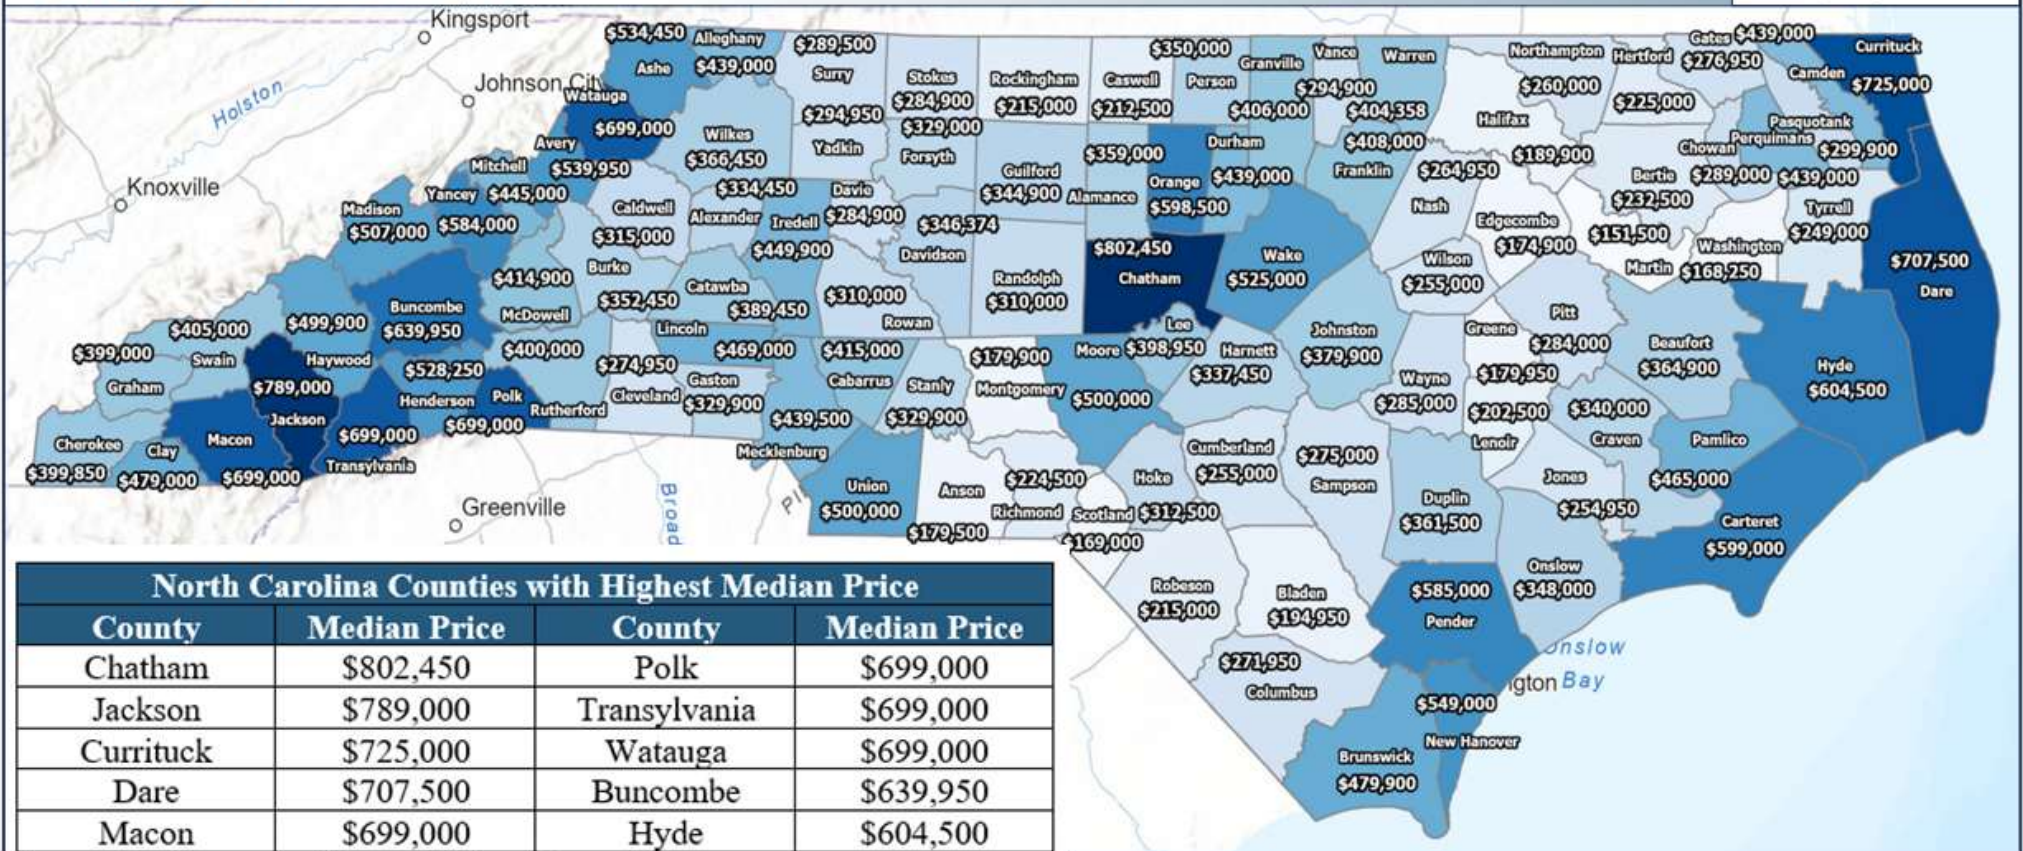 Kingsport
Johnson City
Holston
Knoxville
Greenville
Broad
Pi
Onslow
Bay
gton
$534,450
Ashe
Alleghany
$439,000
$289,500
Surry
Stokes
$284,900
Rockingham
$215,000
Caswell
$212,500
$350,000
Person
Granville
$406,000
Vance
$294,900
Warren
$404,358
Northampton
$260,000
Hertford
$225,000
Gates
$276,950
$439,000
Camden
Currituck
$725,000
Watauga
$699,000
Wilkes
$366,450
$294,950
Yadkin
$329,000
Forsyth
Guilford
$344,900
$359,000
Alamance
Orange
$598,500
Durham
$439,000
$408,000
Franklin
Halifax
$189,900
$264,950
Nash
Bertie
$232,500
Chowan
$289,000
Perquimans
$439,000
Pasquotank
$299,900
Avery
$539,950
Mitchell
$445,000
Yancey
$584,000
Madison
$507,000
Caldwell
$315,000
$334,450
Alexander
Iredell
$449,900
Davie
$284,900
$346,374
Davidson
Randolph
$310,000
$802,450
Chatham
Wake
$525,000
Edgecombe
$174,900
$151,500
Martin
Washington
$168,250
Tyrrell
$249,000
$707,500
Dare
Wilson
$255,000
Buncombe
$639,950
$414,900
McDowell
Burke
$352,450
Catawba
$389,450
$310,000
Rowan
Lincoln
$469,000
$405,000
Swain
$499,900
Haywood
$399,000
Graham
$789,000
Jackson
$528,250
Henderson
Polk
$699,000
$400,000
Rutherford
$274,950
Cleveland
Gaston
$329,900
$439,500
Mecklenburg
$415,000
Cabarrus
Stanly
$329,900
$179,900
Montgomery
Moore
$500,000
Lee
$398,950
Harnett
$337,450
Johnston
$379,900
Wayne
$285,000
Greene
$179,950
Pitt
$284,000
Beaufort
$364,900
Hyde
$604,500
Cherokee
$399,850
Clay
$479,000
Macon
$699,000
$699,000
Transylvania
Union
$500,000
Anson
$179,500
$224,500
Richmond
Scotland
$169,000
Hoke
$312,500
Cumberland
$255,000
$275,000
Sampson
$202,500
Lenoir
$340,000
Craven
Pamlico
$465,000
Jones
$254,950
Duplin
$361,500
Carteret
$599,000
Onslow
$348,000
Robeson
$215,000
Bladen
$194,950
$585,000
Pender
$271,950
Columbus
$549,000
New Hanover
Brunswick
$479,900
North Carolina Counties with Highest Median Price
County Median Price County Median Price
Chatham $802,450 Polk $699,000
Jackson $789,000 Transylvania $699,000
Currituck $725,000 Watauga $699,000
Dare $707,500 Buncombe $639,950
Macon $699,000 Hyde $604,500